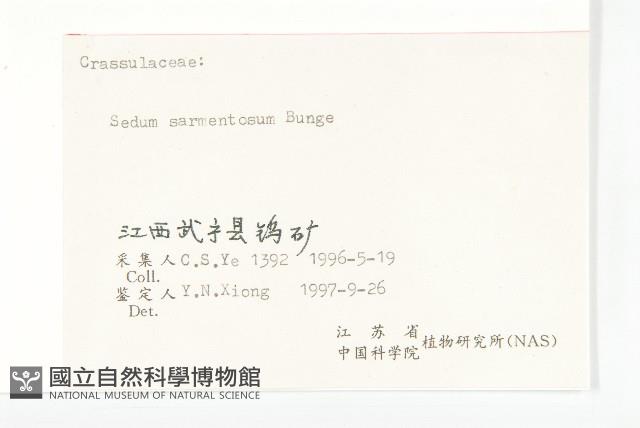 Crassulaceae:
Sedum sarmentosum Bunge
江西武宁县钨矿
采集人 C.S.Ye 1392 1996-5-19
Coll.
鉴定人 Y.N.Xiong 1997-9-26
Det.
江苏省
中国科学院 植物研究所(NAS)
國立自然科學博物館
NATIONAL MUSEUM OF NATURAL SCIENCE